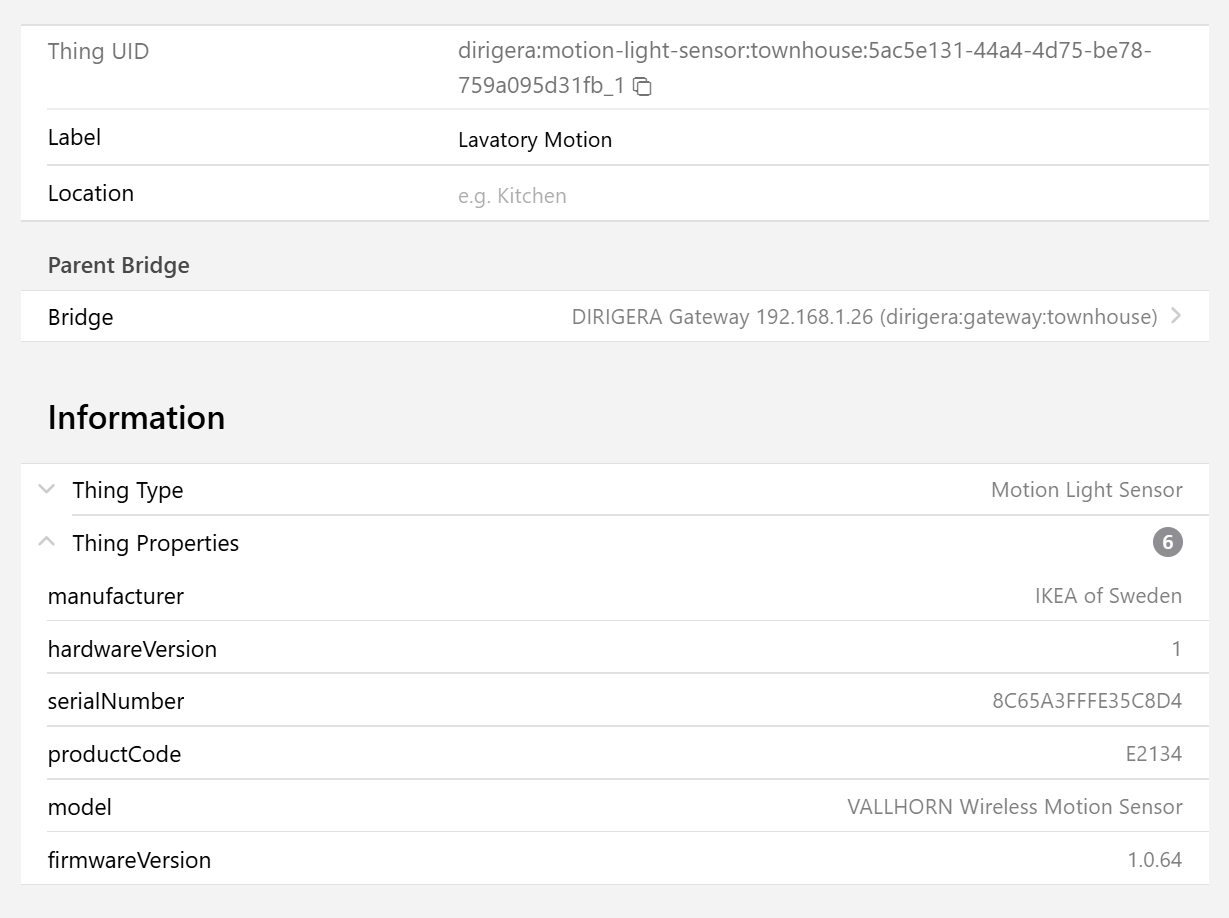 Thing UID
dirigera:motion-light-sensor:townhouse:5ac5e131-44a4-4d75-be78-
759a095d31fb_1
Label
Lavatory Motion
Location
e.g. Kitchen
Parent Bridge
Bridge
DIRIGERA Gateway 192.168.1.26 (dirigera:gateway:townhouse)
Information
Thing Type
Motion Light Sensor
Thing Properties
6
manufacturer
IKEA of Sweden
hardwareVersion
1
serialNumber
8C65A3FFFE35C8D4
productCode
E2134
model
VALLHORN Wireless Motion Sensor
firmwareVersion
1.0.64